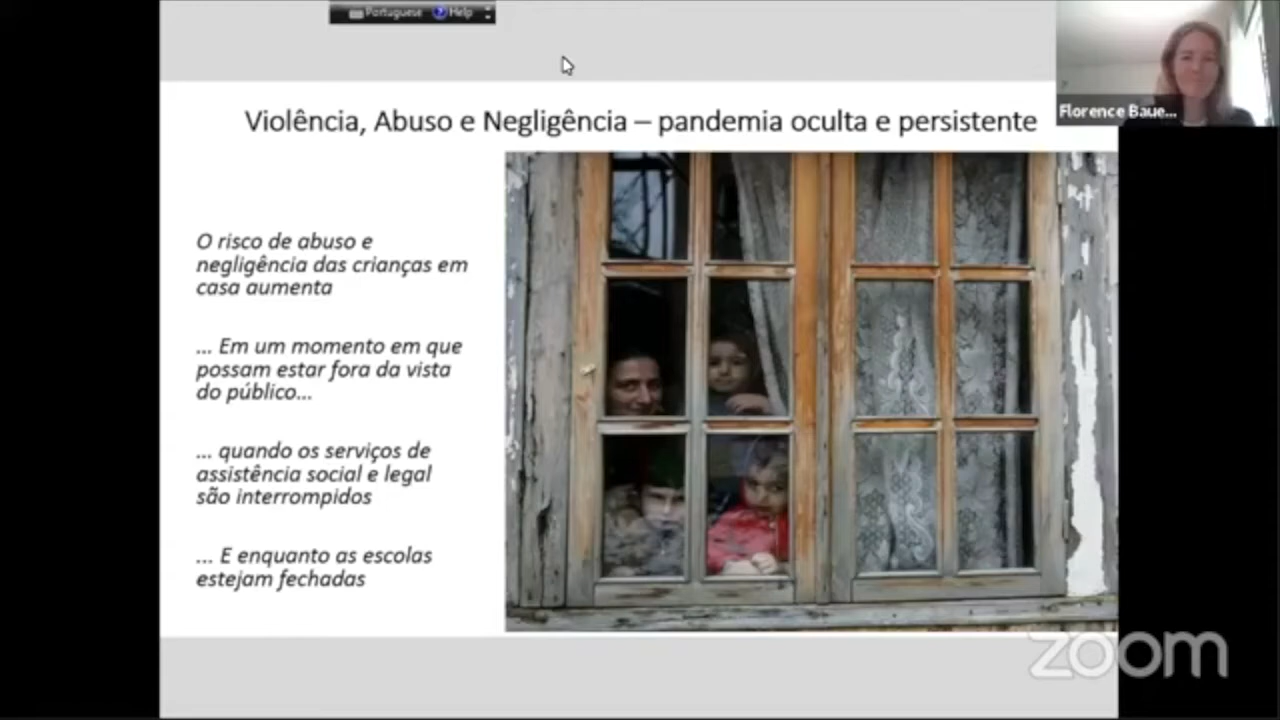 Portuguese Help
Florence Baue...
Violência, Abuso e Negligência – pandemia oculta e persistente
O risco de abuso e
negligência das crianças em
casa aumenta
... Em um momento em que
possam estar fora da vista
do público...
... quando os serviços de
assistência social e legal
são interrompidos
... E enquanto as escolas
estejam fechadas
zoom